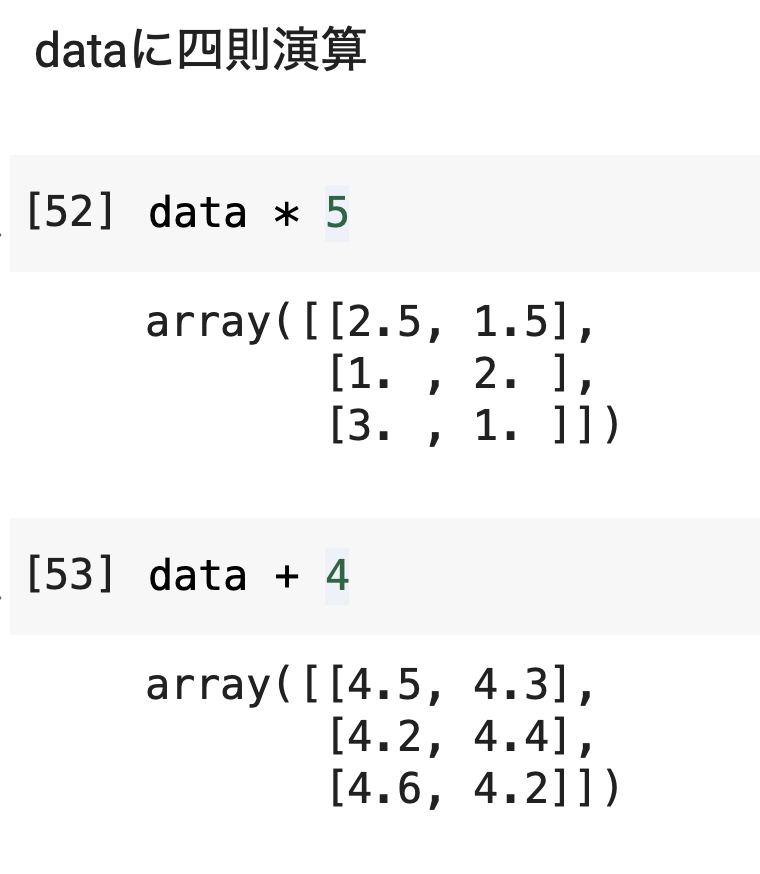 dataに四則演算
[52] data * 5
array([[2.5, 1.5],
       [1. , 2. ],
       [3. , 1. ]])
[53] data + 4
array([[4.5, 4.3],
       [4.2, 4.4],
       [4.6, 4.2]])